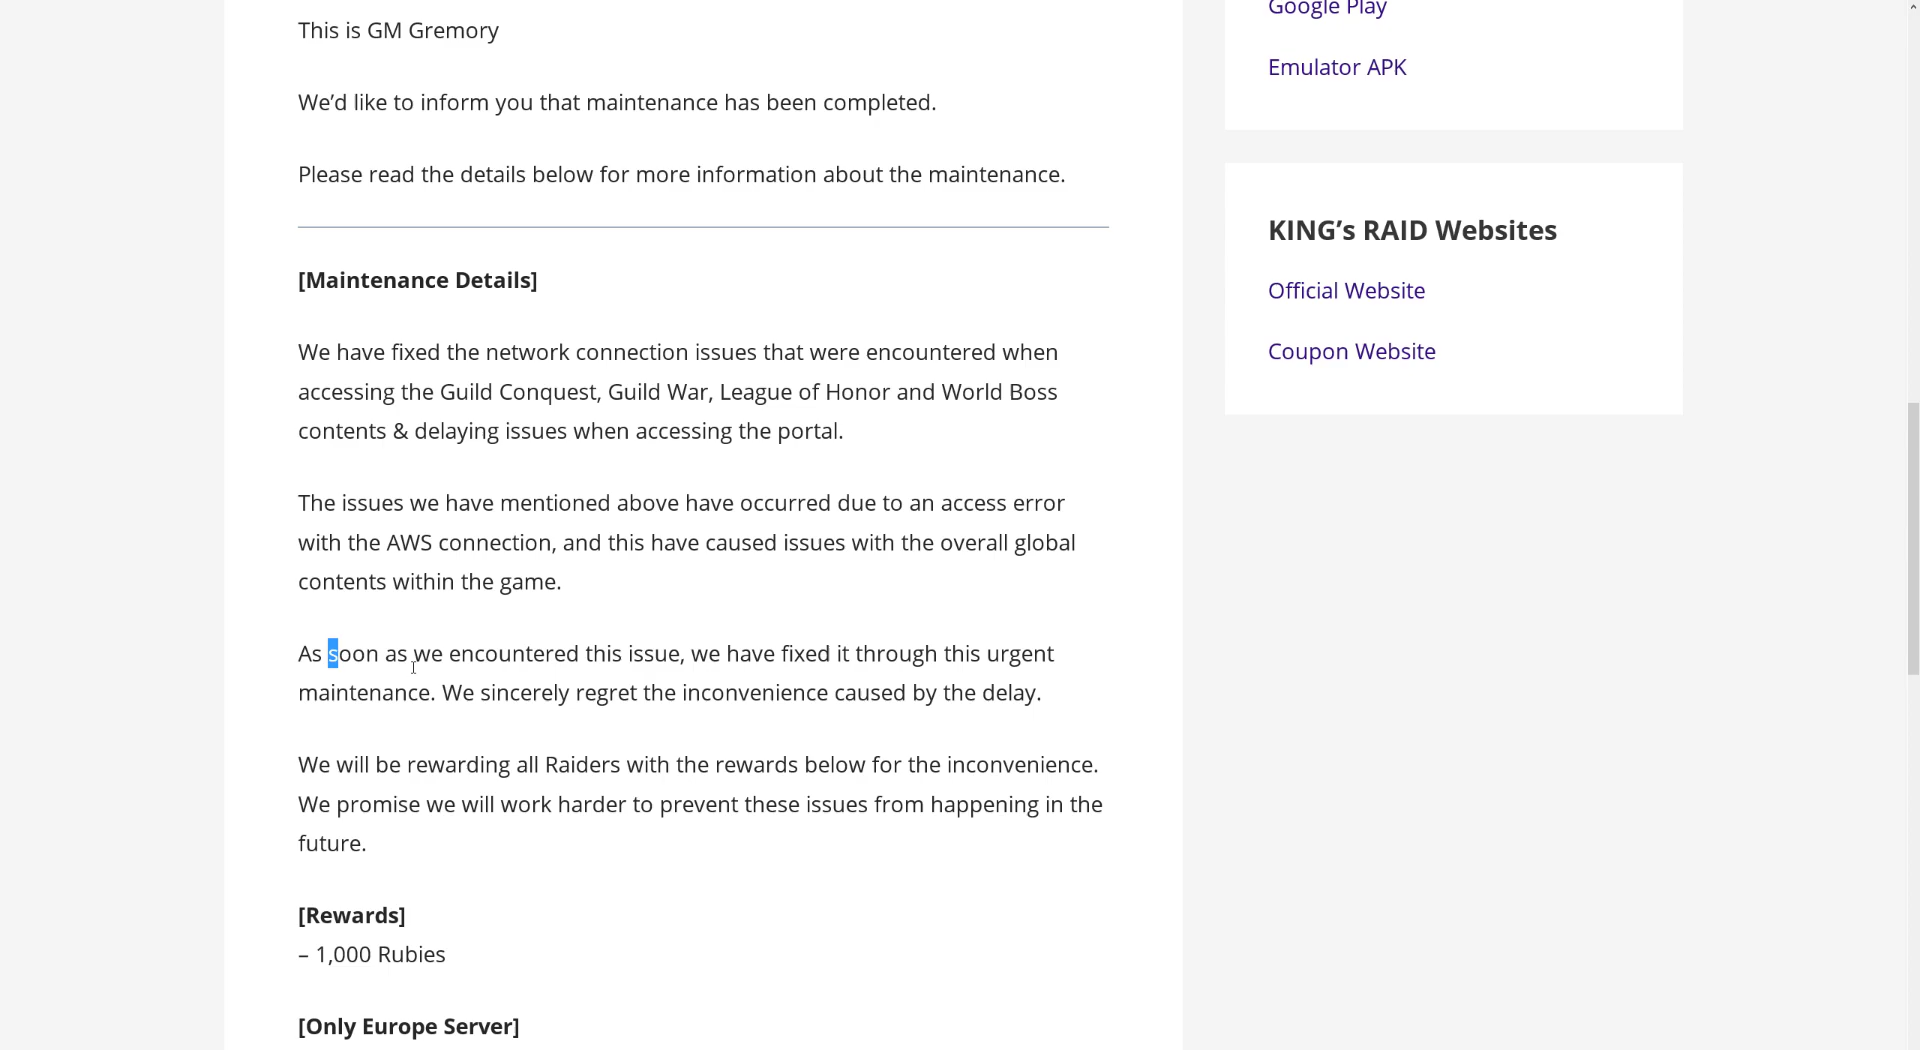 This is GM Gremory
We’d like to inform you that maintenance has been completed.
Please read the details below for more information about the maintenance.
[Maintenance Details]
We have fixed the network connection issues that were encountered when
accessing the Guild Conquest, Guild War, League of Honor and World Boss
contents & delaying issues when accessing the portal.
The issues we have mentioned above have occurred due to an access error
with the AWS connection, and this have caused issues with the overall global
contents within the game.
As soon as we encountered this issue, we have fixed it through this urgent
maintenance. We sincerely regret the inconvenience caused by the delay.
We will be rewarding all Raiders with the rewards below for the inconvenience.
We promise we will work harder to prevent these issues from happening in the
future.
[Rewards]
– 1,000 Rubies
[Only Europe Server]
Google Play
Emulator APK
KING’s RAID Websites
Official Website
Coupon Website